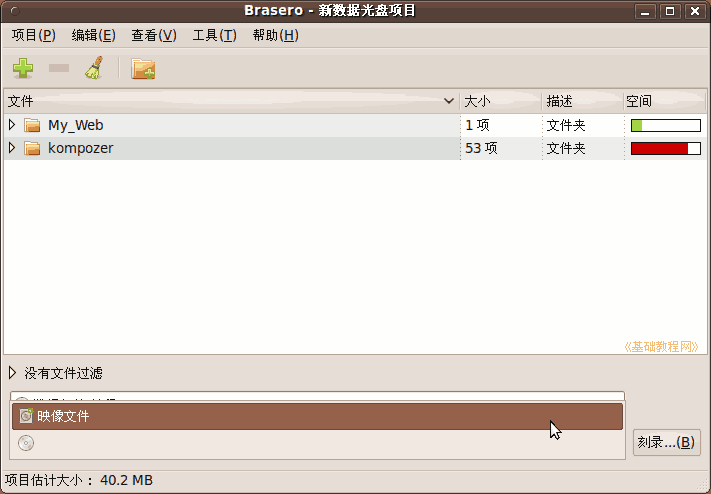 Brasero - 新数据光盘项目
项目(P) 编辑(E) 查看(V) 工具(T) 帮助(H)
文件 大小 描述 空间
My_Web 1 项 文件夹
kompozer 53 项 文件夹
《基础教程网》
没有文件过滤
映像文件
刻录...(B)
项目估计大小： 40.2 MB